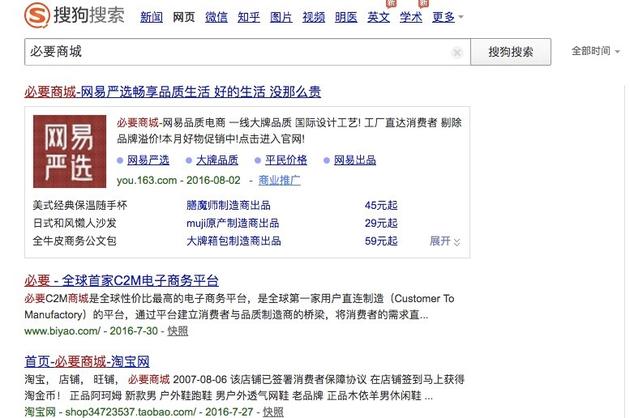 搜狗搜索 新闻 网页 微信 知乎 图片 视频 明医 英文 新 学术 新 更多
必要商城 搜狗搜索 全部时间
必要商城-网易严选畅享品质生活 好的生活 没那么贵
网易
严选
必要商城-网易品质电商 一线大牌品质 国际设计工艺! 工厂直达消费者 剔除
品牌溢价!本月好物促销中!点击进入官网!
网易严选 大牌品质 平民价格 网易出品
you.163.com - 2016-08-02 - 商业推广
美式经典保温随手杯 膳魔师制造商出品 45元起
日式和风懒人沙发 muji原产制造商出品 29元起
全牛皮商务公文包 大牌箱包制造商出品 59元起 展开
必要 - 全球首家C2M电子商务平台
必要C2M商城是全球性价比最高的电子商务平台，是全球第一家用户直连制造（Customer To
Manufactory）的平台，通过平台建立消费者与品质制造商的桥梁，将消费者的需求直...
www.biyao.com/ - 2016-7-30 - 快照
首页-必要商城-淘宝网
淘宝， 店铺， 旺铺， 必要商城 2007-08-06 该店铺已签署消费者保障协议 在店铺签到马上获得
淘金币！ 正品阿珂姆 新款男 户外鞋跑鞋 男户外透气网鞋 老品牌 正品木依羊男休闲鞋 ...
淘宝网 - shop34723537.taobao.com/ - 2016-7-27 - 快照